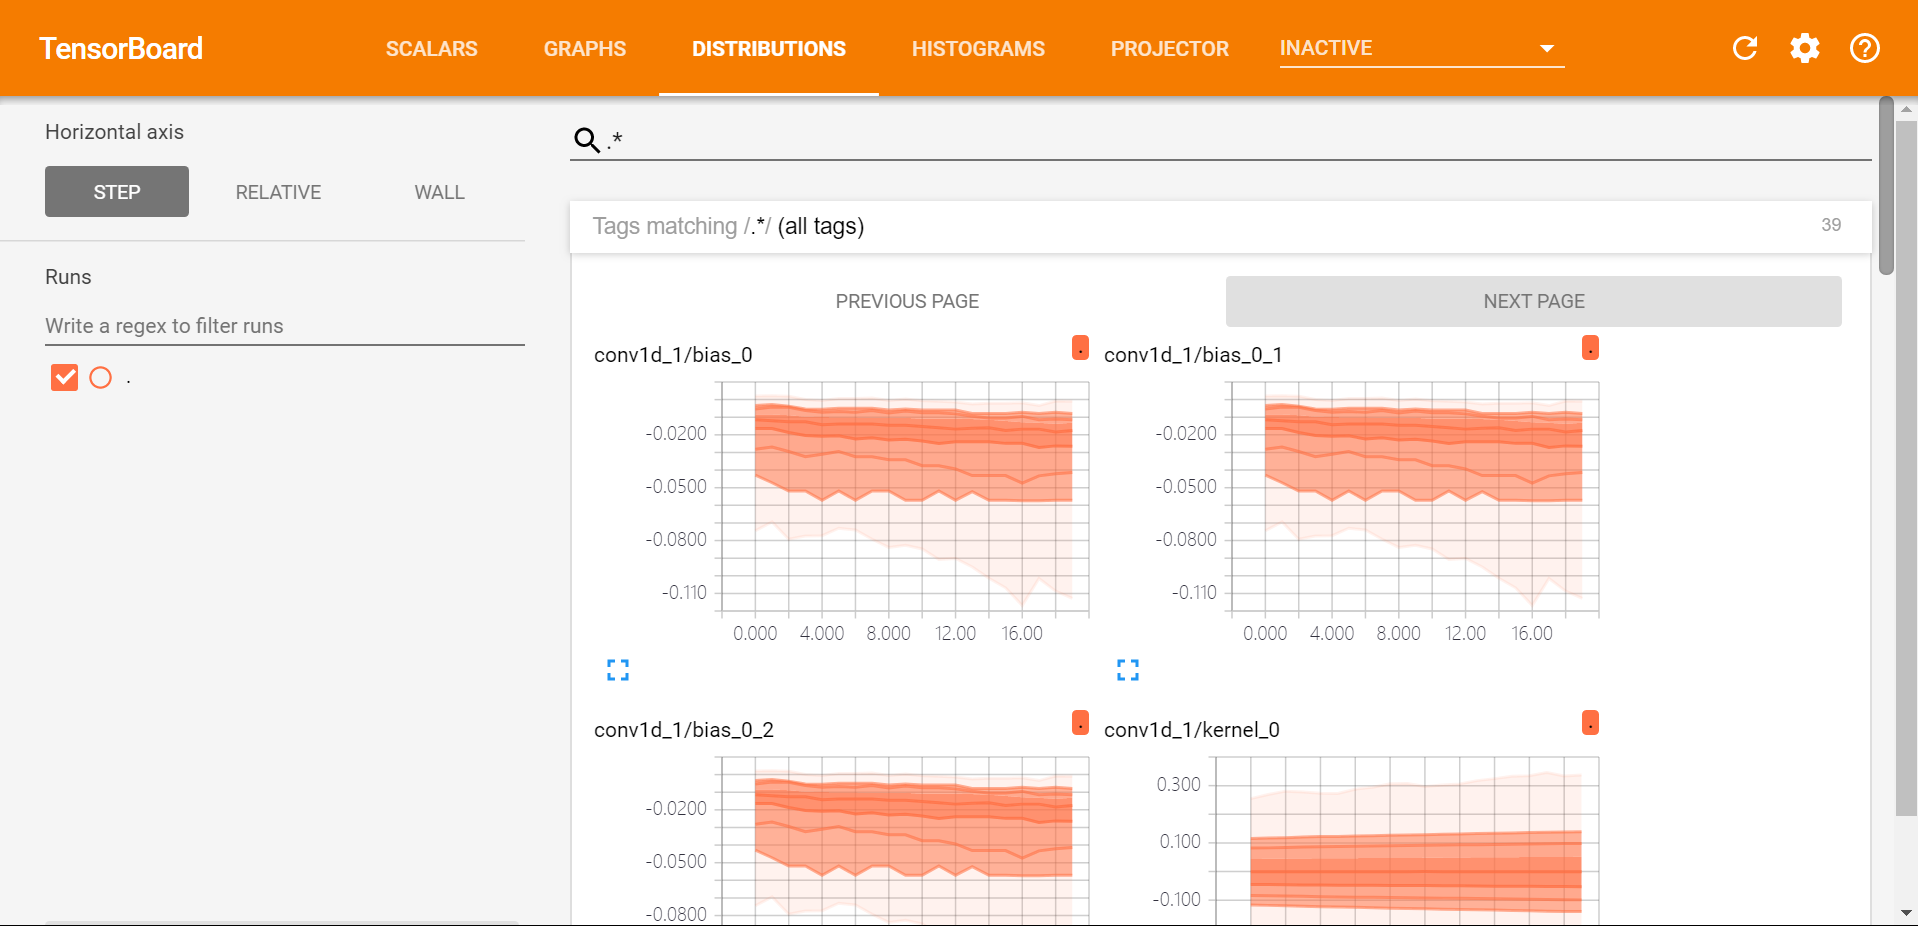 TensorBoard
SCALARS GRAPHS DISTRIBUTIONS HISTOGRAMS PROJECTOR INACTIVE
Horizontal axis
STEP RELATIVE WALL
Runs
Write a regex to filter runs
.
.*
Tags matching /.*/ (all tags) 39
PREVIOUS PAGE NEXT PAGE
conv1d_1/bias_0 .
-0.0200
-0.0500
-0.0800
-0.110
0.000 4.000 8.000 12.00 16.00
conv1d_1/bias_0_1 .
-0.0200
-0.0500
-0.0800
-0.110
0.000 4.000 8.000 12.00 16.00
conv1d_1/bias_0_2 .
-0.0200
-0.0500
-0.0800
conv1d_1/kernel_0 .
0.300
0.100
-0.100